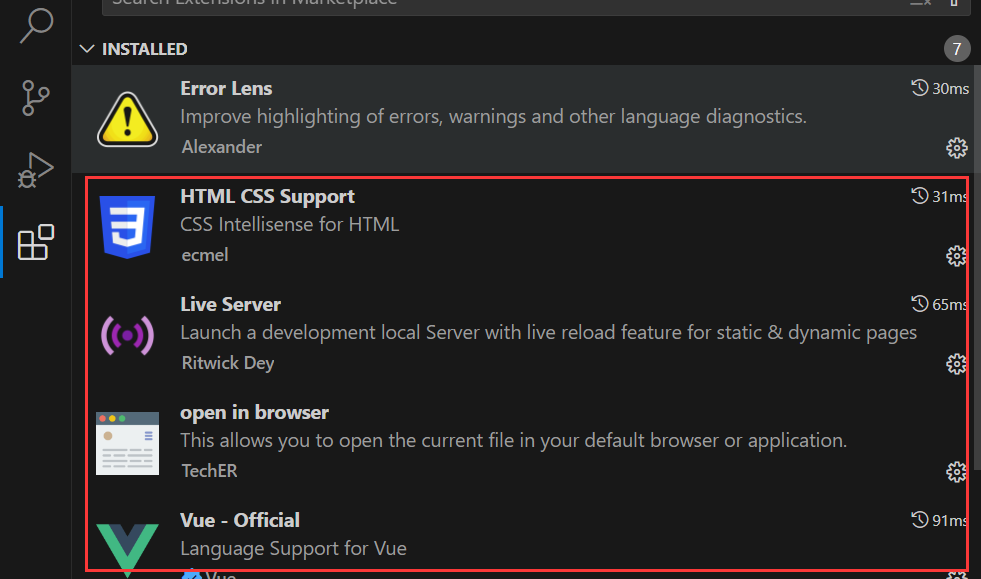 Search Extensions in Marketplace
INSTALLED
7
Error Lens
30ms
Improve highlighting of errors, warnings and other language diagnostics.
Alexander
HTML CSS Support
31ms
CSS Intellisense for HTML
ecmel
Live Server
65ms
Launch a development local Server with live reload feature for static & dynamic pages
Ritwick Dey
open in browser
This allows you to open the current file in your default browser or application.
TechER
Vue - Official
91ms
Language Support for Vue
Vue